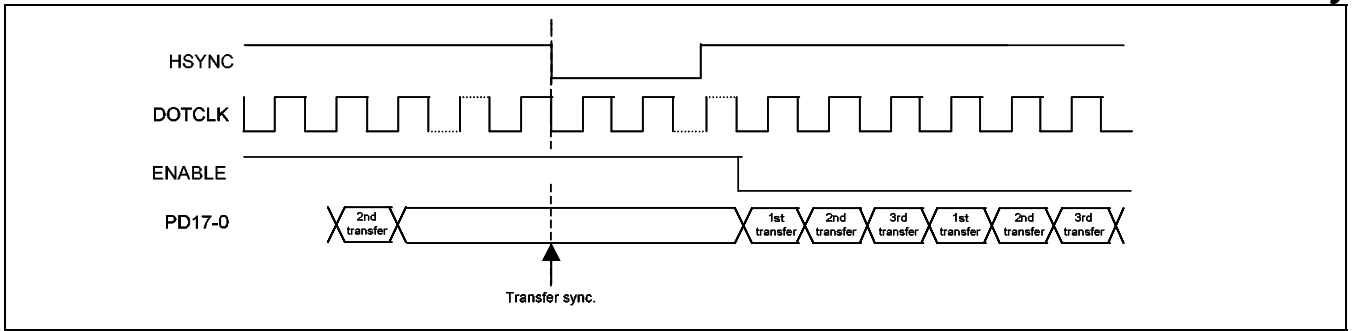 HSYNC
DOTCLK
ENABLE
PD17-0
2nd
transfer
1st
transfer
2nd
transfer
3rd
transfer
1st
transfer
2nd
transfer
3rd
transfer
Transfer sync.